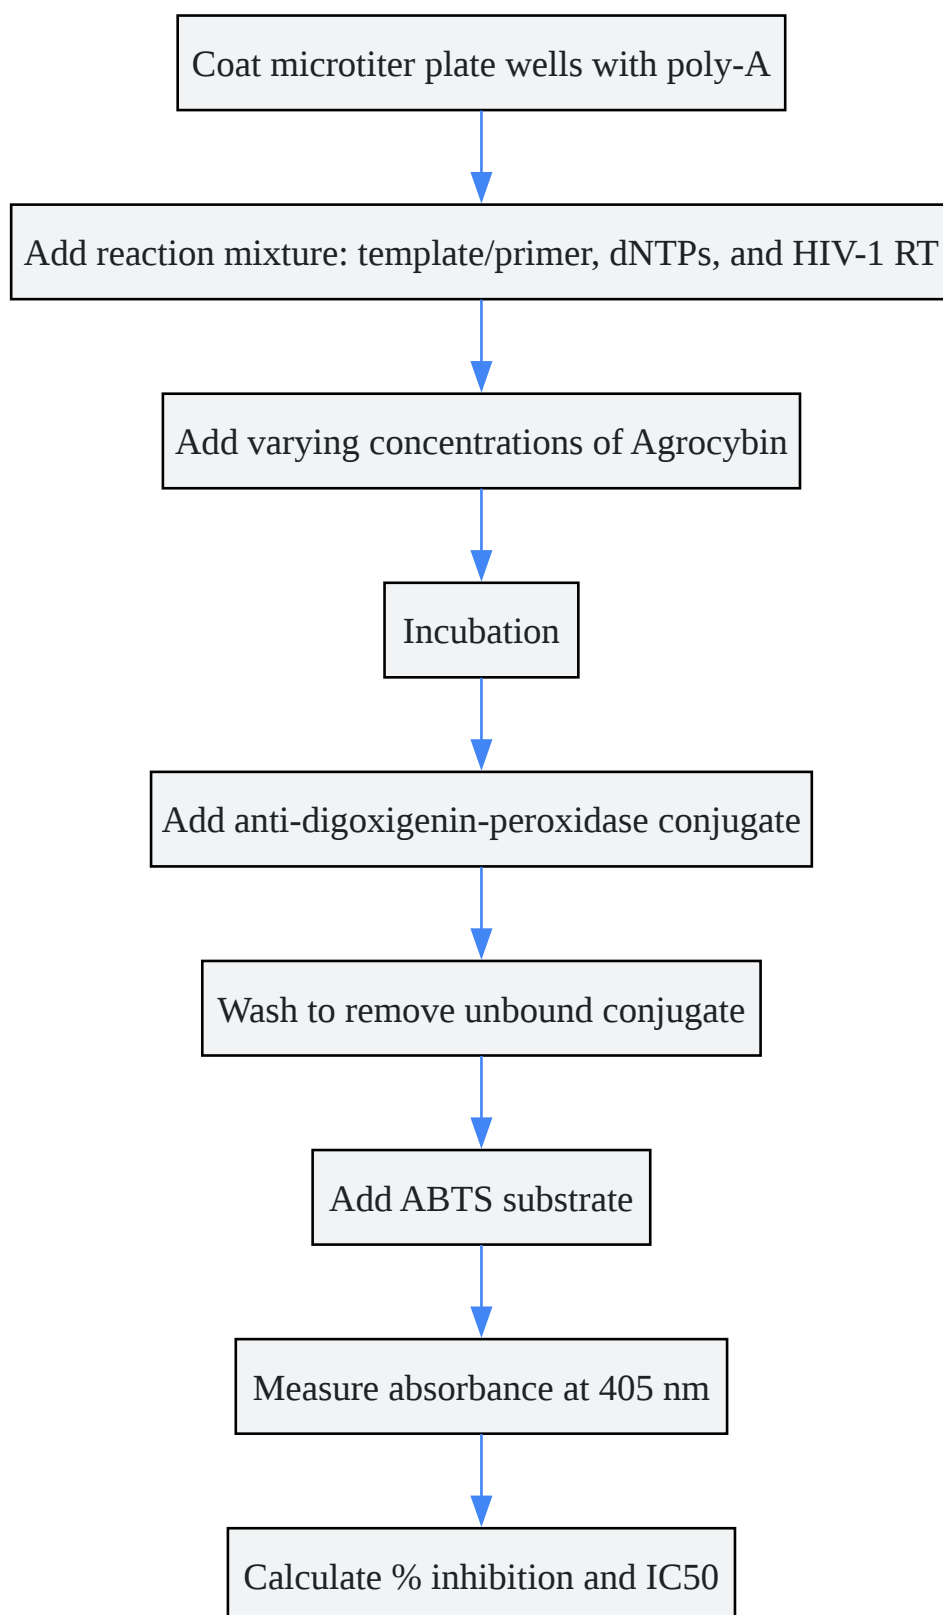 Coat microtiter plate wells with poly-A
Add reaction mixture: template/primer, dNTPs, and HIV-1 RT
Add varying concentrations of Agrocybin
Incubation
Add anti-digoxigenin-peroxidase conjugate
Wash to remove unbound conjugate
Add ABTS substrate
Measure absorbance at 405 nm
Calculate % inhibition and IC50